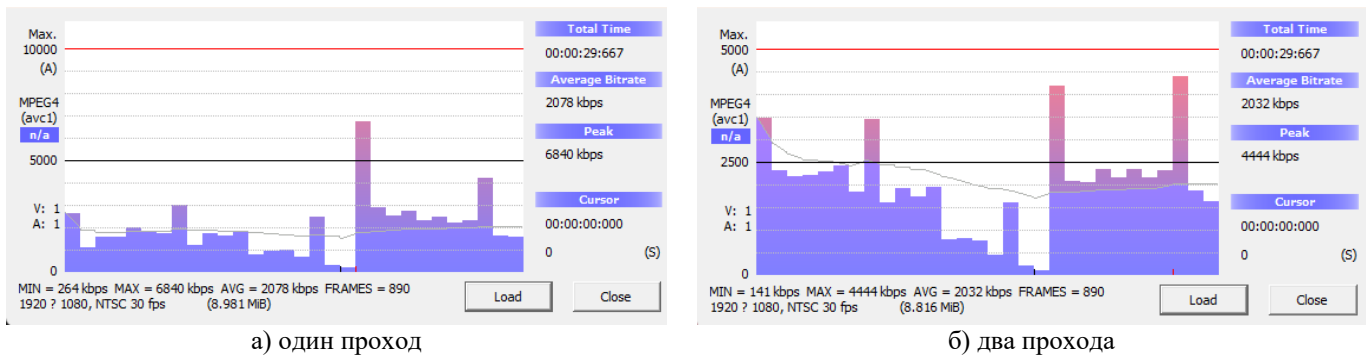 Max.
10000
(A)
MPEG4
(avc1)
n/a
5000
V: 1
A: 1
0
Total Time
00:00:29:667
Average Bitrate
2078 kbps
Peak
6840 kbps
Cursor
00:00:00:000
0 (S)
MIN = 264 kbps MAX = 6840 kbps AVG = 2078 kbps FRAMES = 890
1920 ? 1080, NTSC 30 fps (8.981 MiB)
Load Close
а) один проход
Max.
5000
(A)
MPEG4
(avc1)
n/a
2500
V: 1
A: 1
0
Total Time
00:00:29:667
Average Bitrate
2032 kbps
Peak
4444 kbps
Cursor
00:00:00:000
0 (S)
MIN = 141 kbps MAX = 4444 kbps AVG = 2032 kbps FRAMES = 890
1920 ? 1080, NTSC 30 fps (8.816 MiB)
Load Close
б) два прохода